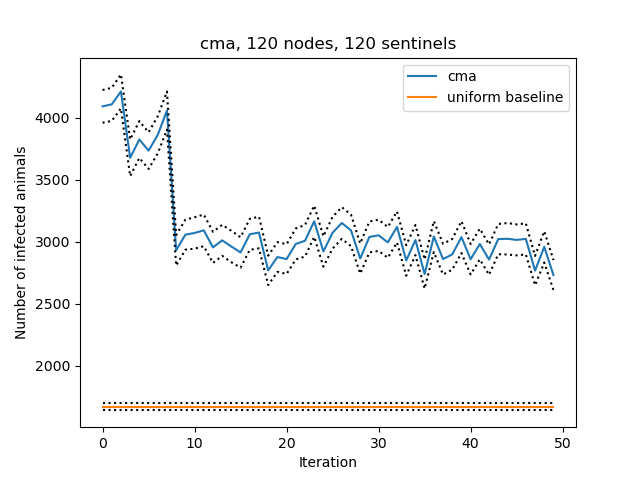 cma, 120 nodes, 120 sentinels
cma
uniform baseline
Number of infected animals
4000
3500
3000
2500
2000
0 10 20 30 40 50
Iteration